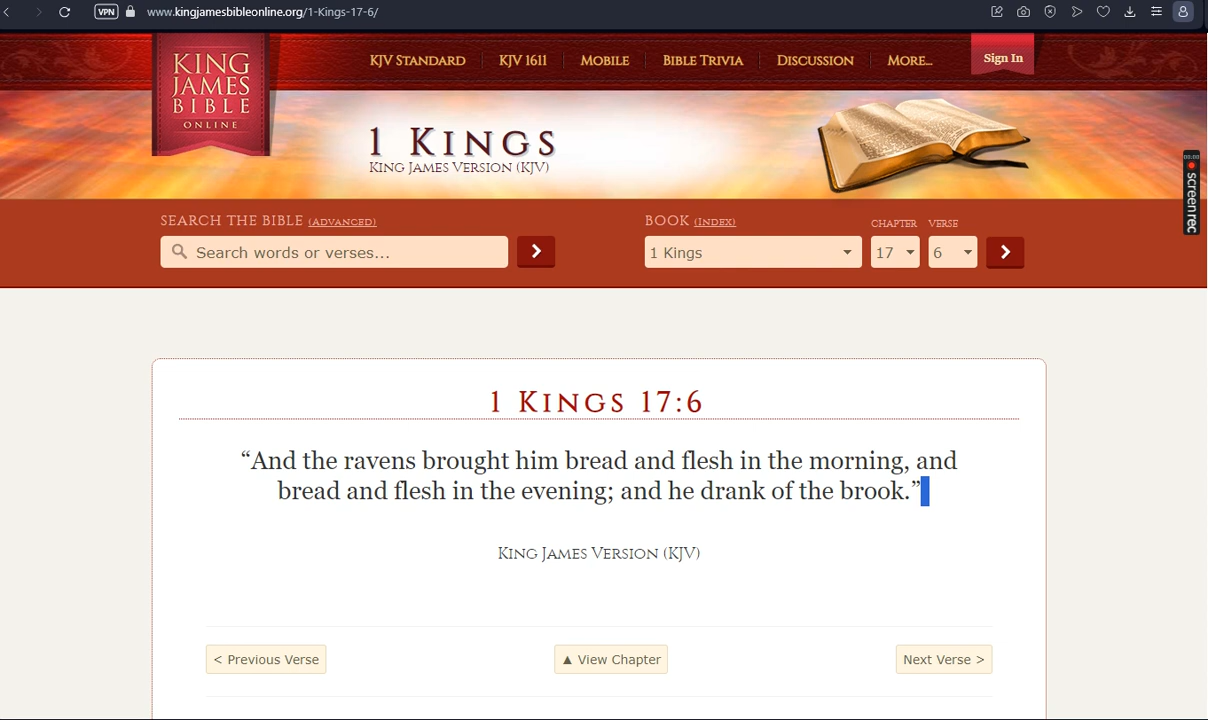 VPN www.kingjamesbibleonline.org/1-Kings-17-6/
KING
JAMES
BIBLE
ONLINE
KJV STANDARD KJV 1611 MOBILE BIBLE TRIVIA DISCUSSION MORE... Sign In
1 KINGS
KING JAMES VERSION (KJV)
00:00
screenrec
SEARCH THE BIBLE (ADVANCED) BOOK (INDEX) CHAPTER VERSE
Search words or verses... 1 Kings 17 6
1 KINGS 17:6
“And the ravens brought him bread and flesh in the morning, and
bread and flesh in the evening; and he drank of the brook.”
KING JAMES VERSION (KJV)
< Previous Verse ▲ View Chapter Next Verse >